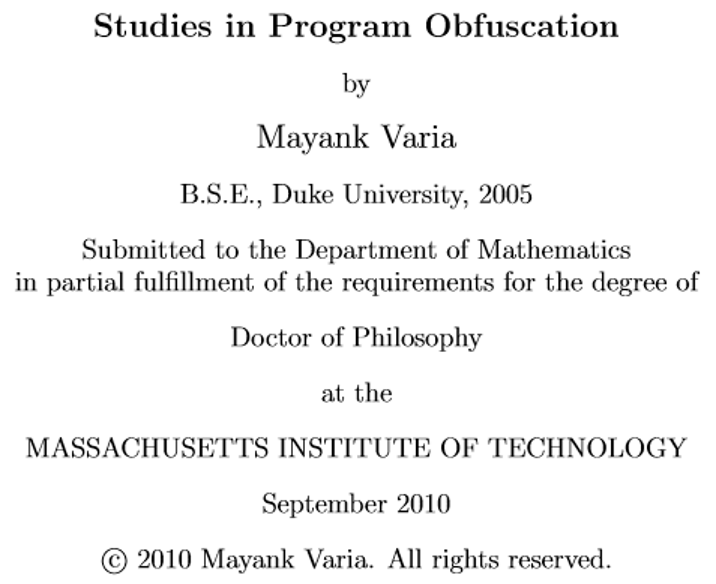 Studies in Program Obfuscation
by
Mayank Varia
B.S.E., Duke University, 2005
Submitted to the Department of Mathematics
in partial fulfillment of the requirements for the degree of
Doctor of Philosophy
at the
MASSACHUSETTS INSTITUTE OF TECHNOLOGY
September 2010
© 2010 Mayank Varia. All rights reserved.